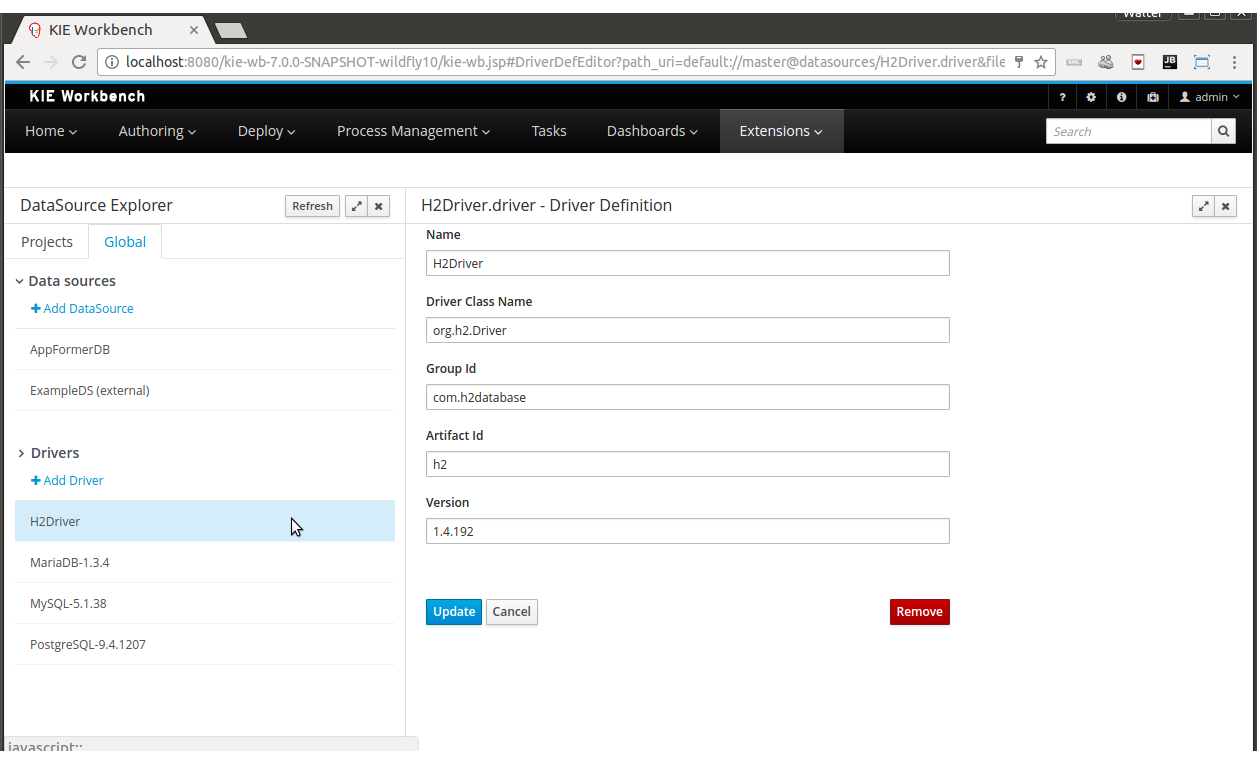 Walter
KIE Workbench
localhost:8080/kie-wb-7.0.0-SNAPSHOT-wildfly10/kie-wb.jsp#DriverDefEditor?path_uri=default://master@datasources/H2Driver.driver&file
JB
KIE Workbench
? admin
Home Authoring Deploy Process Management Tasks Dashboards Extensions Search
DataSource Explorer Refresh
H2Driver.driver - Driver Definition
Projects Global
Data sources
+ Add DataSource
AppFormerDB
ExampleDS (external)
Drivers
+ Add Driver
H2Driver
MariaDB-1.3.4
MySQL-5.1.38
PostgreSQL-9.4.1207
Name
H2Driver
Driver Class Name
org.h2.Driver
Group Id
com.h2database
Artifact Id
h2
Version
1.4.192
Update Cancel Remove
javascript:;